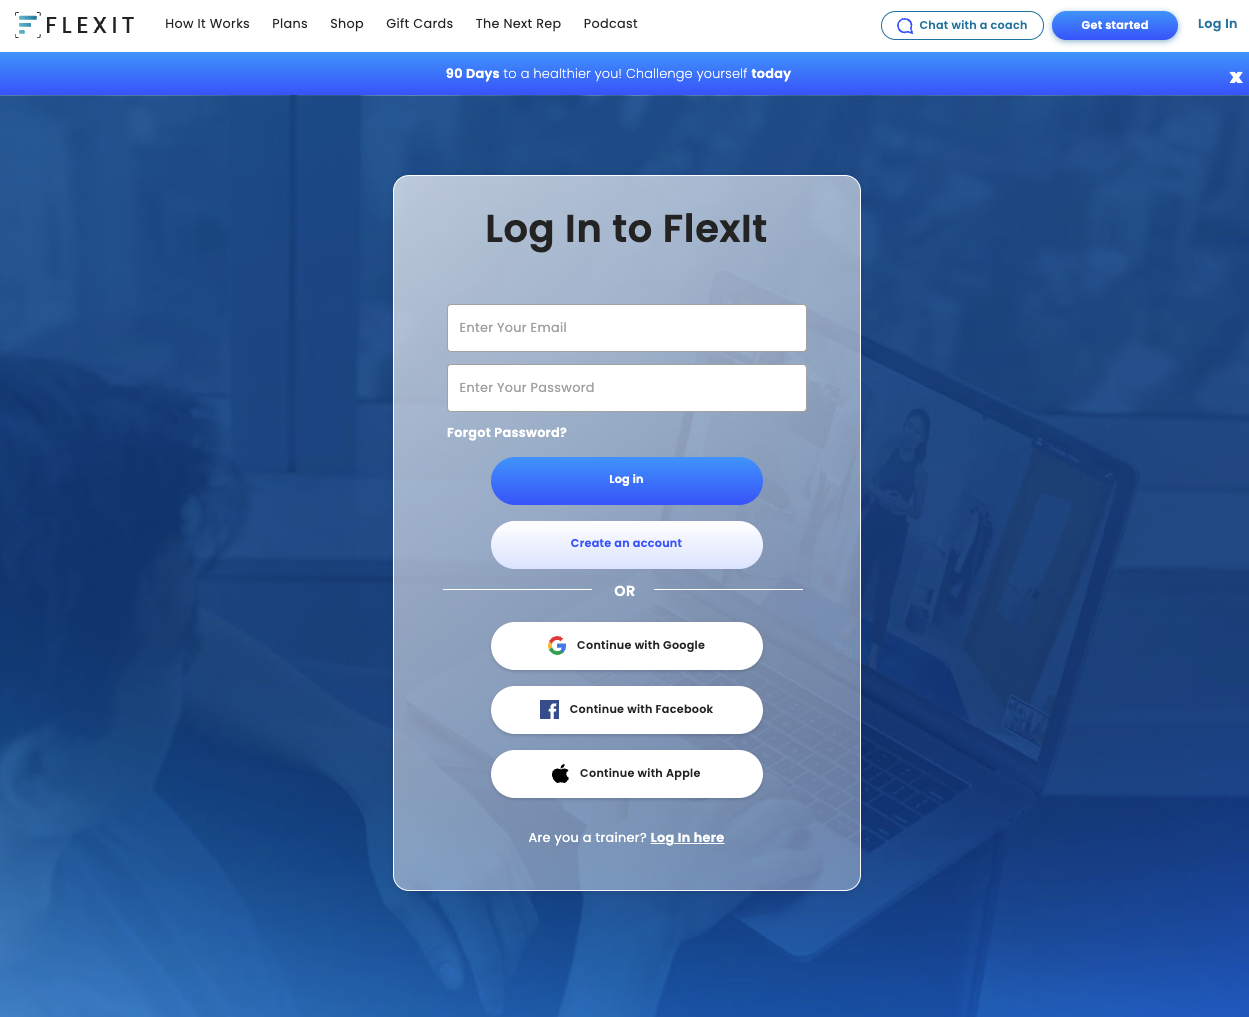 FLEXIT
How It Works Plans Shop Gift Cards The Next Rep Podcast
Chat with a coach
Get started
Log In
90 Days to a healthier you! Challenge yourself today
x
Log In to FlexIt
Enter Your Email
Enter Your Password
Forgot Password?
Log in
Create an account
OR
Continue with Google
Continue with Facebook
Continue with Apple
Are you a trainer? Log In here